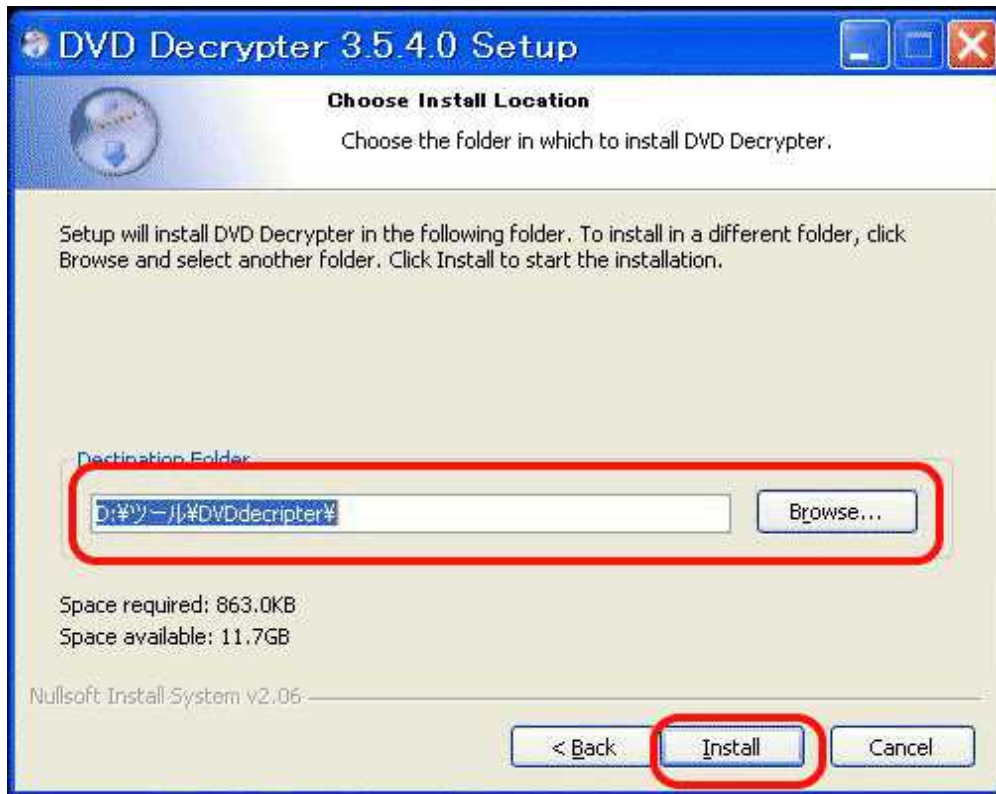 DVD Decrypter 3.5.4.0 Setup
Choose Install Location
Choose the folder in which to install DVD Decrypter.
Setup will install DVD Decrypter in the following folder. To install in a different folder, click
Browse and select another folder. Click Install to start the installation.
Destination Folder
D:¥ツール¥DVDdecripter¥
Browse...
Space required: 863.0KB
Space available: 11.7GB
Nullsoft Install System v2.06
< Back
Install
Cancel